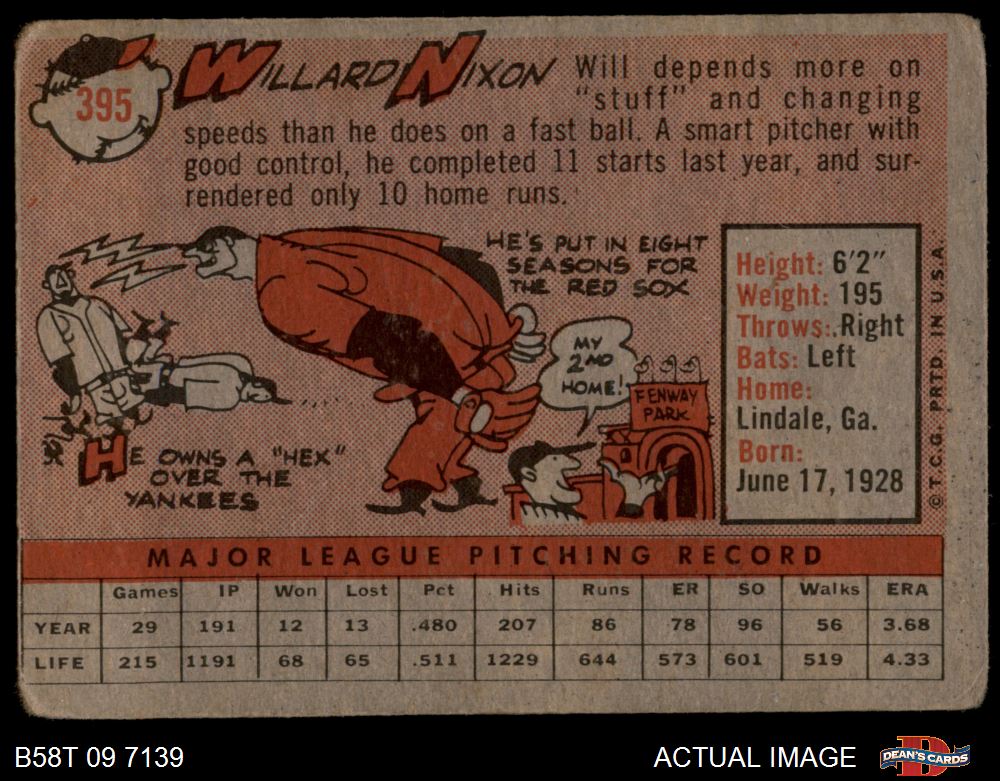 395
WILLARD NIXON
Will depends more on
"stuff" and changing
speeds than he does on a fast ball. A smart pitcher with
good control, he completed 11 starts last year, and sur-
rendered only 10 home runs.
HE'S PUT IN EIGHT
SEASONS FOR
THE RED SOX
MY
2ND
HOME!
FENWAY
PARK
HE OWNS A "HEX"
OVER THE
YANKEES
Height: 6'2"
Weight: 195
Throws: Right
Bats: Left
Home:
Lindale, Ga.
Born:
June 17, 1928
©T.C.G. PRTD. IN U.S.A.
MAJOR LEAGUE PITCHING RECORD
Games IP Won Lost Pct Hits Runs ER SO Walks ERA
YEAR 29 191 12 13 .480 207 86 78 96 56 3.68
LIFE 215 1191 68 65 .511 1229 644 573 601 519 4.33
B58T 09 7139
ACTUAL IMAGE
DEAN'S CARDS